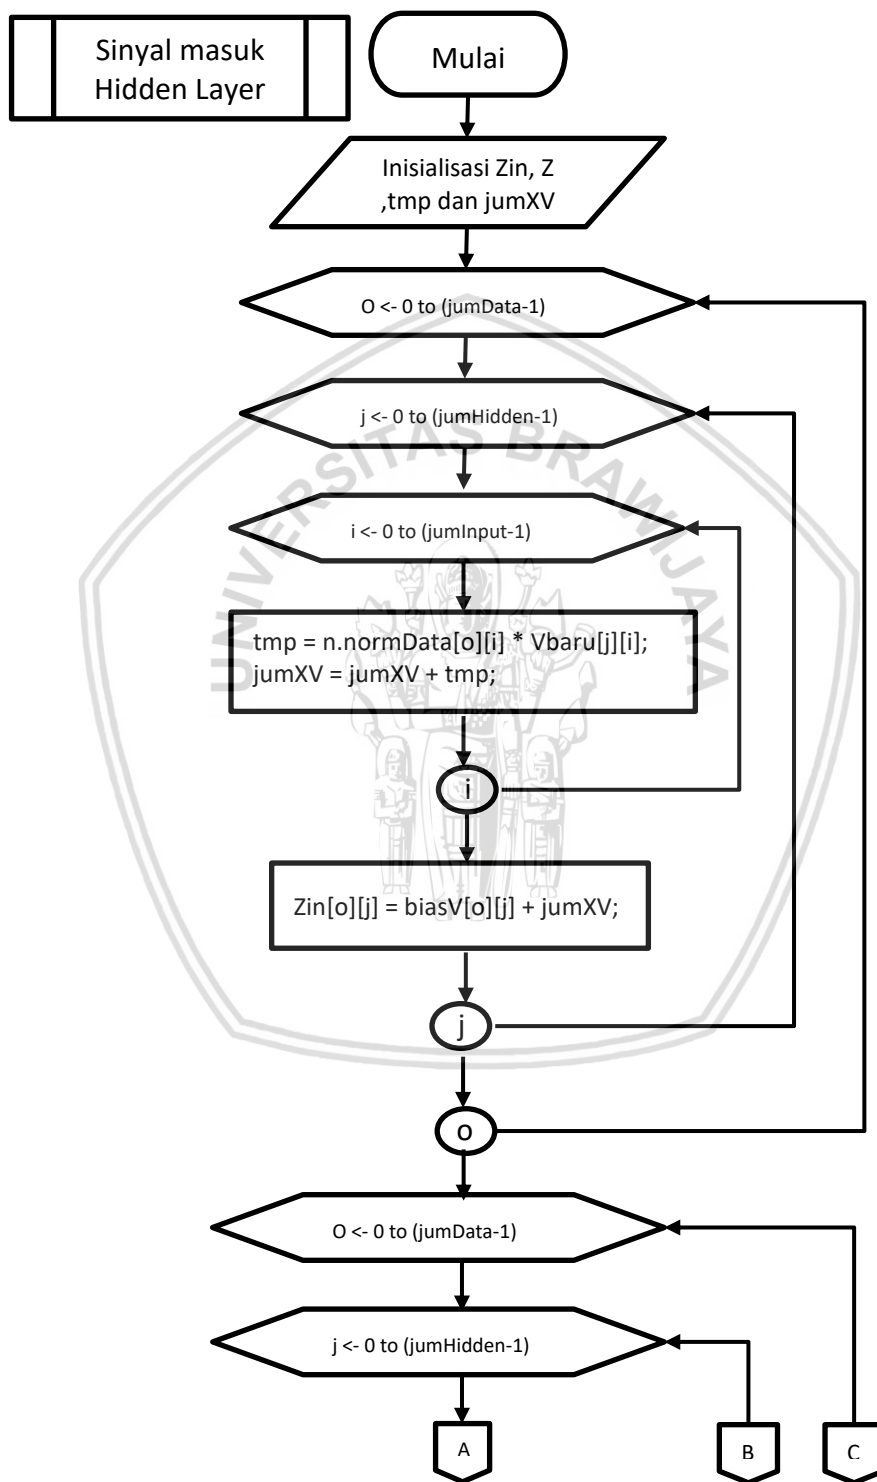 Sinyal masuk
Hidden Layer
Mulai
Inisialisasi Zin, Z
,tmp dan jumXV
O <- 0 to (jumData-1)
j <- 0 to (jumHidden-1)
UNIVERSITAS BRAWIJAYA
i <- 0 to (jumInput-1)
tmp = n.normData[o][i] * Vbaru[j][i];
jumXV = jumXV + tmp;
i
Zin[o][j] = biasV[o][j] + jumXV;
j
o
O <- 0 to (jumData-1)
j <- 0 to (jumHidden-1)
A
B
C